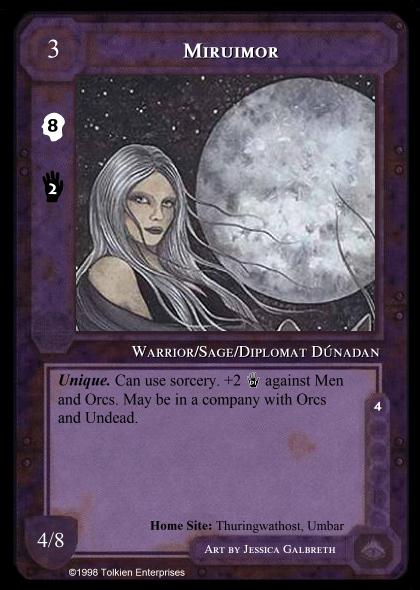 3
MIRUIMOR
8
2
WARRIOR/SAGE/DIPLOMAT DÚNADAN
Unique. Can use sorcery. +2 against Men
and Orcs. May be in a company with Orcs
and Undead.
4
Home Site: Thuringwathost, Umbar
4/8
ART BY JESSICA GALBRETH
©1998 Tolkien Enterprises